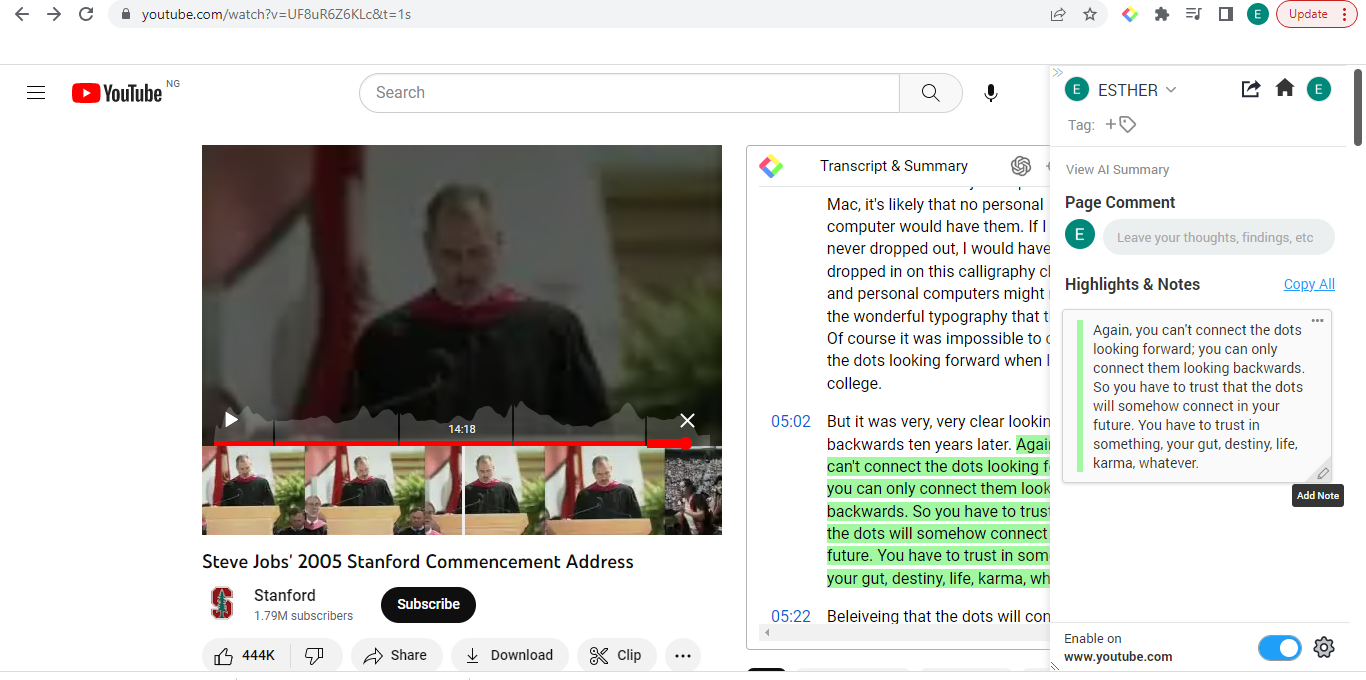 youtube.com/watch?v=UF8uR6Z6KLc&t=1s
E
Update
YouTube NG
Search
14:18
Steve Jobs' 2005 Stanford Commencement Address
Stanford
1.79M subscribers
Subscribe
444K
Share
Download
Clip
Transcript & Summary
Mac, it's likely that no personal
computer would have them. If I
never dropped out, I would have
dropped in on this calligraphy
and personal computers might
the wonderful typography that
Of course it was impossible to
the dots looking forward when
college.
05:02
But it was very, very clear
backwards ten years later.
can't connect the dots looking
you can only connect them
backwards. So you have to trust
the dots will somehow connect
future. You have to trust in
your gut, destiny, life, karma,
05:22
Beleiveing that the dots will
E ESTHER
E
Tag: +
View AI Summary
Page Comment
E
Leave your thoughts, findings, etc
Highlights & Notes
Copy All
Again, you can't connect the dots
looking forward; you can only
connect them looking backwards.
So you have to trust that the dots
will somehow connect in your
future. You have to trust in
something, your gut, destiny, life,
karma, whatever.
Add Note
Enable on
www.youtube.com